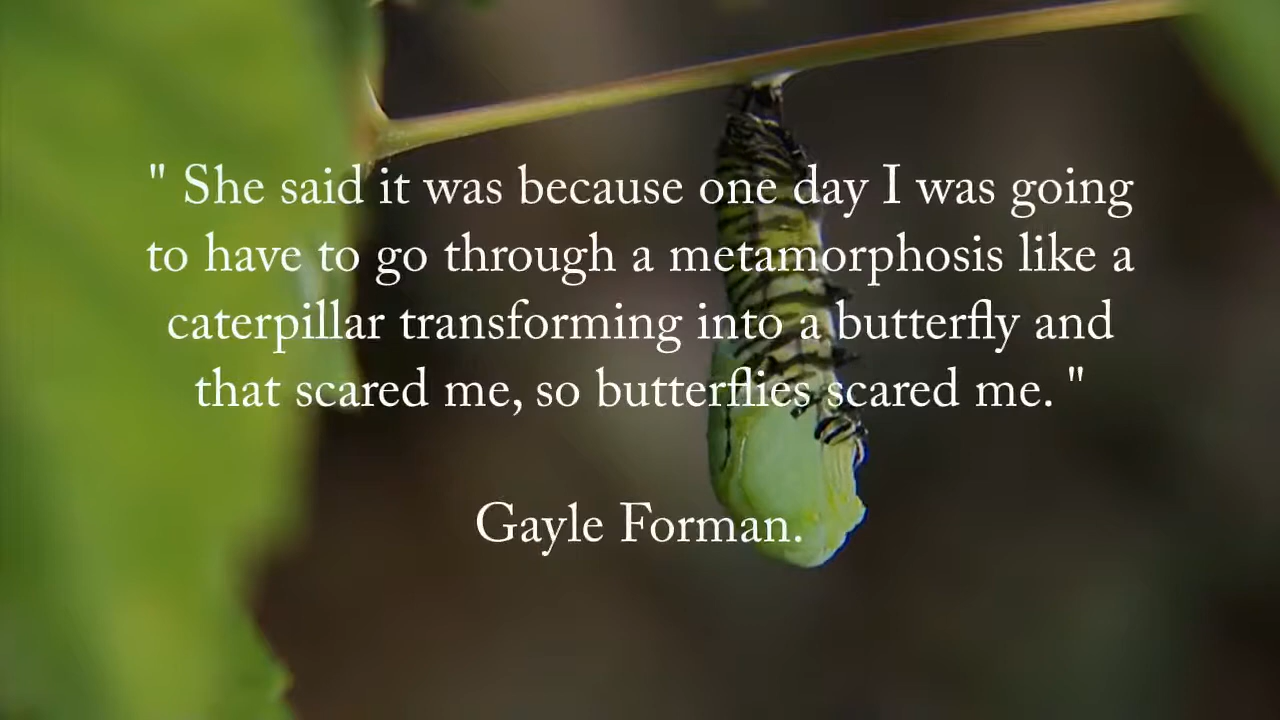 " She said it was because one day I was going
to have to go through a metamorphosis like a
caterpillar transforming into a butterfly and
that scared me, so butterflies scared me. "
Gayle Forman.